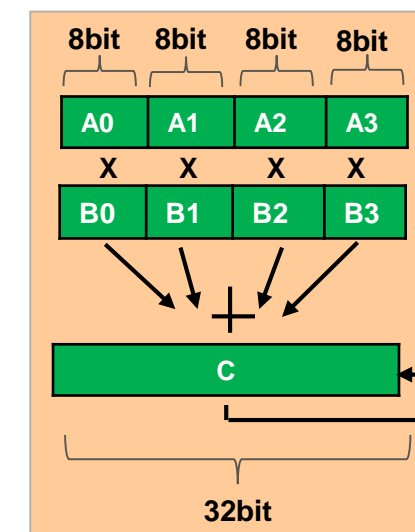 8bit 8bit 8bit 8bit
A0 A1 A2 A3
X X X X
B0 B1 B2 B3
+
C
32bit